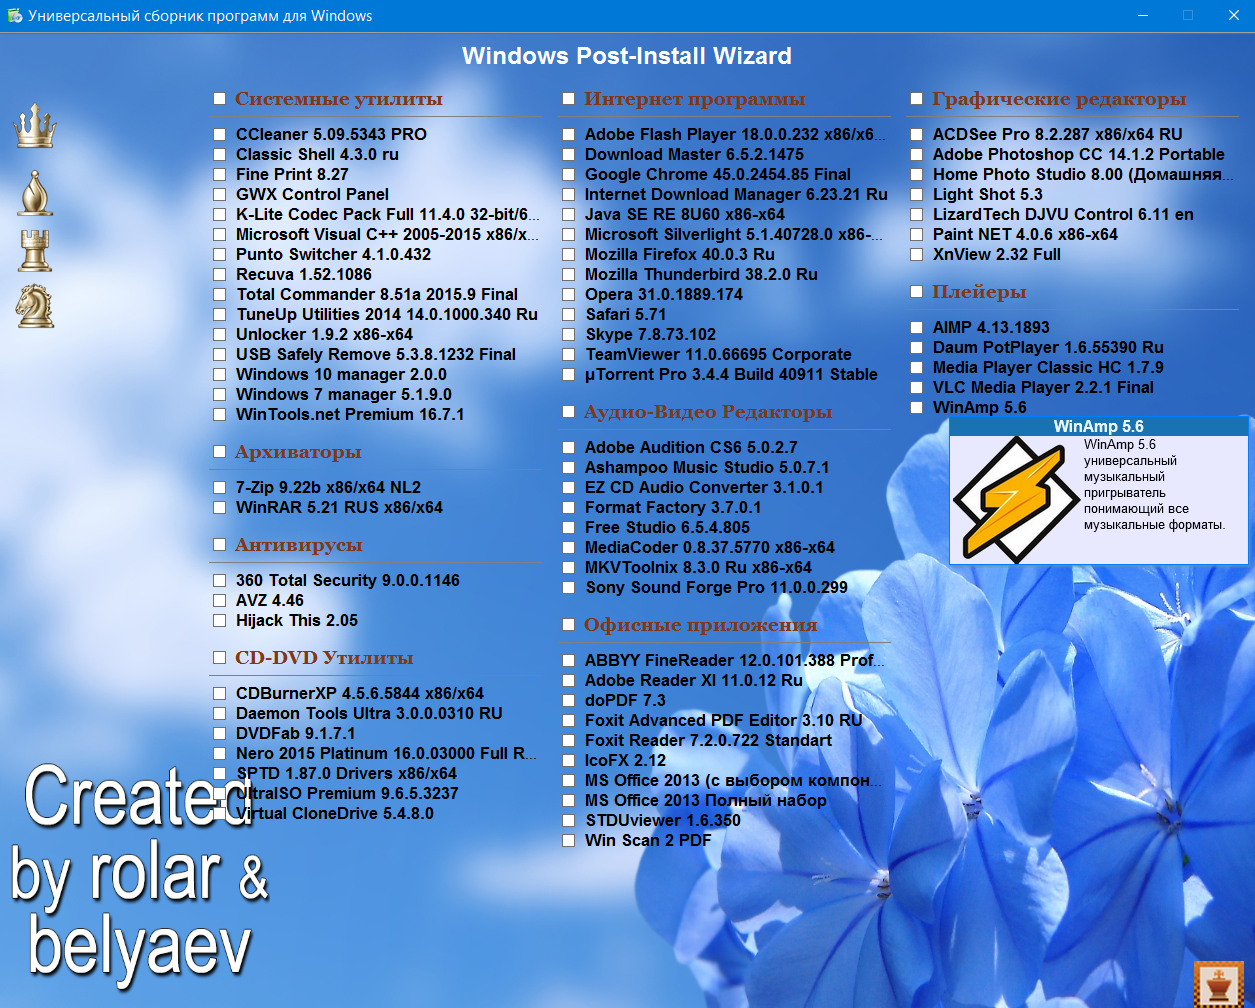 Универсальный сборник программ для Windows
Windows Post-Install Wizard
Системные утилиты
CCleaner 5.09.5343 PRO
Classic Shell 4.3.0 ru
Fine Print 8.27
GWX Control Panel
K-Lite Codec Pack Full 11.4.0 32-bit/6...
Microsoft Visual C++ 2005-2015 x86/x...
Punto Switcher 4.1.0.432
Recuva 1.52.1086
Total Commander 8.51a 2015.9 Final
TuneUp Utilities 2014 14.0.1000.340 Ru
Unlocker 1.9.2 x86-x64
USB Safely Remove 5.3.8.1232 Final
Windows 10 manager 2.0.0
Windows 7 manager 5.1.9.0
WinTools.net Premium 16.7.1
Архиваторы
7-Zip 9.22b x86/x64 NL2
WinRAR 5.21 RUS x86/x64
Антивирусы
360 Total Security 9.0.0.1146
AVZ 4.46
Hijack This 2.05
CD-DVD Утилиты
CDBurnerXP 4.5.6.5844 x86/x64
Daemon Tools Ultra 3.0.0.0310 RU
DVDFab 9.1.7.1
Nero 2015 Platinum 16.0.03000 Full R...
SPTD 1.87.0 Drivers x86/x64
UltraISO Premium 9.6.5.3237
Virtual CloneDrive 5.4.8.0
Интернет программы
Adobe Flash Player 18.0.0.232 x86/x6...
Download Master 6.5.2.1475
Google Chrome 45.0.2454.85 Final
Internet Download Manager 6.23.21 Ru
Java SE RE 8U60 x86-x64
Microsoft Silverlight 5.1.40728.0 x86-...
Mozilla Firefox 40.0.3 Ru
Mozilla Thunderbird 38.2.0 Ru
Opera 31.0.1889.174
Safari 5.71
Skype 7.8.73.102
TeamViewer 11.0.66695 Corporate
µTorrent Pro 3.4.4 Build 40911 Stable
Аудио-Видео Редакторы
Adobe Audition CS6 5.0.2.7
Ashampoo Music Studio 5.0.7.1
EZ CD Audio Converter 3.1.0.1
Format Factory 3.7.0.1
Free Studio 6.5.4.805
MediaCoder 0.8.37.5770 x86-x64
MKVToolnix 8.3.0 Ru x86-x64
Sony Sound Forge Pro 11.0.0.299
Офисные приложения
ABBYY FineReader 12.0.101.388 Prof...
Adobe Reader XI 11.0.12 Ru
doPDF 7.3
Foxit Advanced PDF Editor 3.10 RU
Foxit Reader 7.2.0.722 Standart
IcoFX 2.12
MS Office 2013 (с выбором компон...
MS Office 2013 Полный набор
STDUviewer 1.6.350
Win Scan 2 PDF
Графические редакторы
ACDSee Pro 8.2.287 x86/x64 RU
Adobe Photoshop CC 14.1.2 Portable
Home Photo Studio 8.00 (Домашняя...
Light Shot 5.3
LizardTech DJVU Control 6.11 en
Paint NET 4.0.6 x86-x64
XnView 2.32 Full
Плейеры
AIMP 4.13.1893
Daum PotPlayer 1.6.55390 Ru
Media Player Classic HC 1.7.9
VLC Media Player 2.2.1 Final
WinAmp 5.6
WinAmp 5.6
WinAmp 5.6
универсальный
музыкальный
пригрыватель
понимающий все
музыкальные форматы.
Created
by rolar &
belyaev